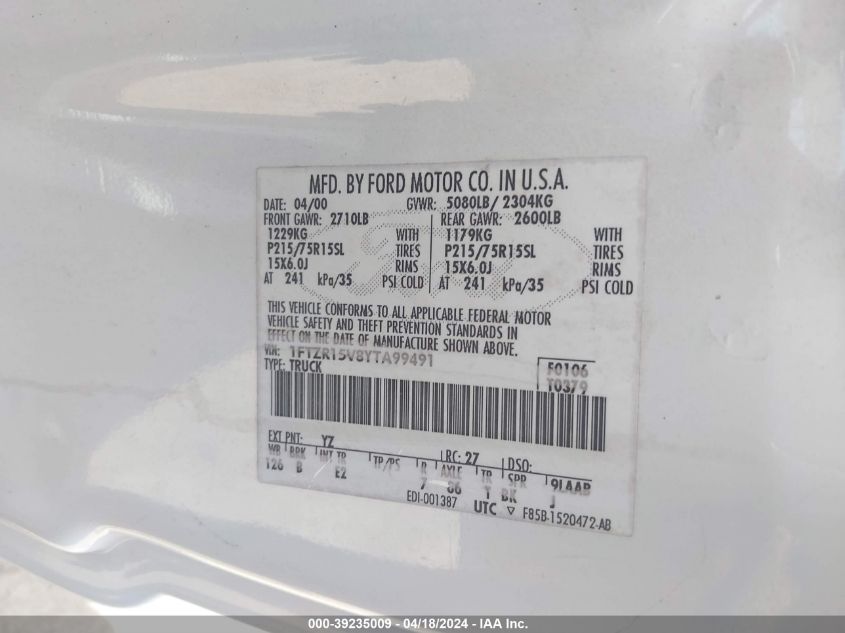 MFD. BY FORD MOTOR CO. IN U.S.A.
DATE: 04/00 GVWR: 5080LB/ 2304KG
FRONT GAWR: 2710LB REAR GAWR: 2600LB
1229KG WITH 1179KG WITH
P215/75R15SL TIRES P215/75R15SL TIRES
15X6.0J RIMS 15X6.0J RIMS
AT 241 kPa/35 PSI COLD AT 241 kPa/35 PSI COLD
THIS VEHICLE CONFORMS TO ALL APPLICABLE FEDERAL MOTOR
VEHICLE SAFETY AND THEFT PREVENTION STANDARDS IN
EFFECT ON THE DATE OF MANUFACTURE SHOWN ABOVE.
VIN: 1FTZR15V8YTA99491
TYPE: TRUCK
F0106
T0379
EXT PNT: YZ RC: 27 DSO:
WB BRK INT TR TP/PS R AXLE TR SPR 9LAAB
126 B E2 7 86 T BK J
EDI-001387 UTC ▽ F85B-1520472-AB
000-39235009 - 04/18/2024 - IAA Inc.